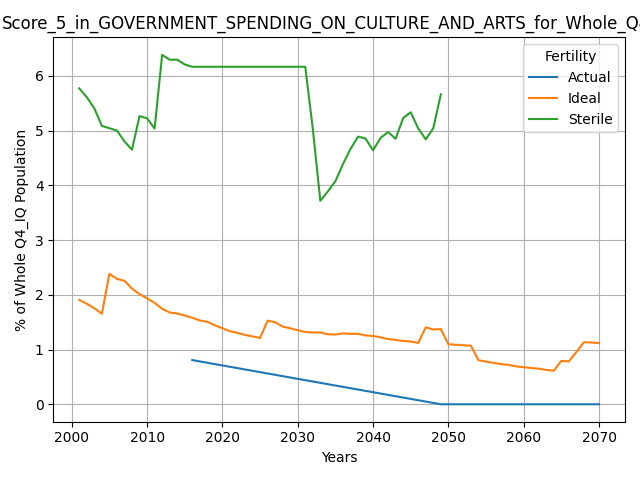 Score_5_in_GOVERNMENT_SPENDING_ON_CULTURE_AND_ARTS_for_Whole_Q4
Fertility
Actual
Ideal
Sterile
% of Whole Q4_IQ Population
6
5
4
3
2
1
0
2000 2010 2020 2030 2040 2050 2060 2070
Years